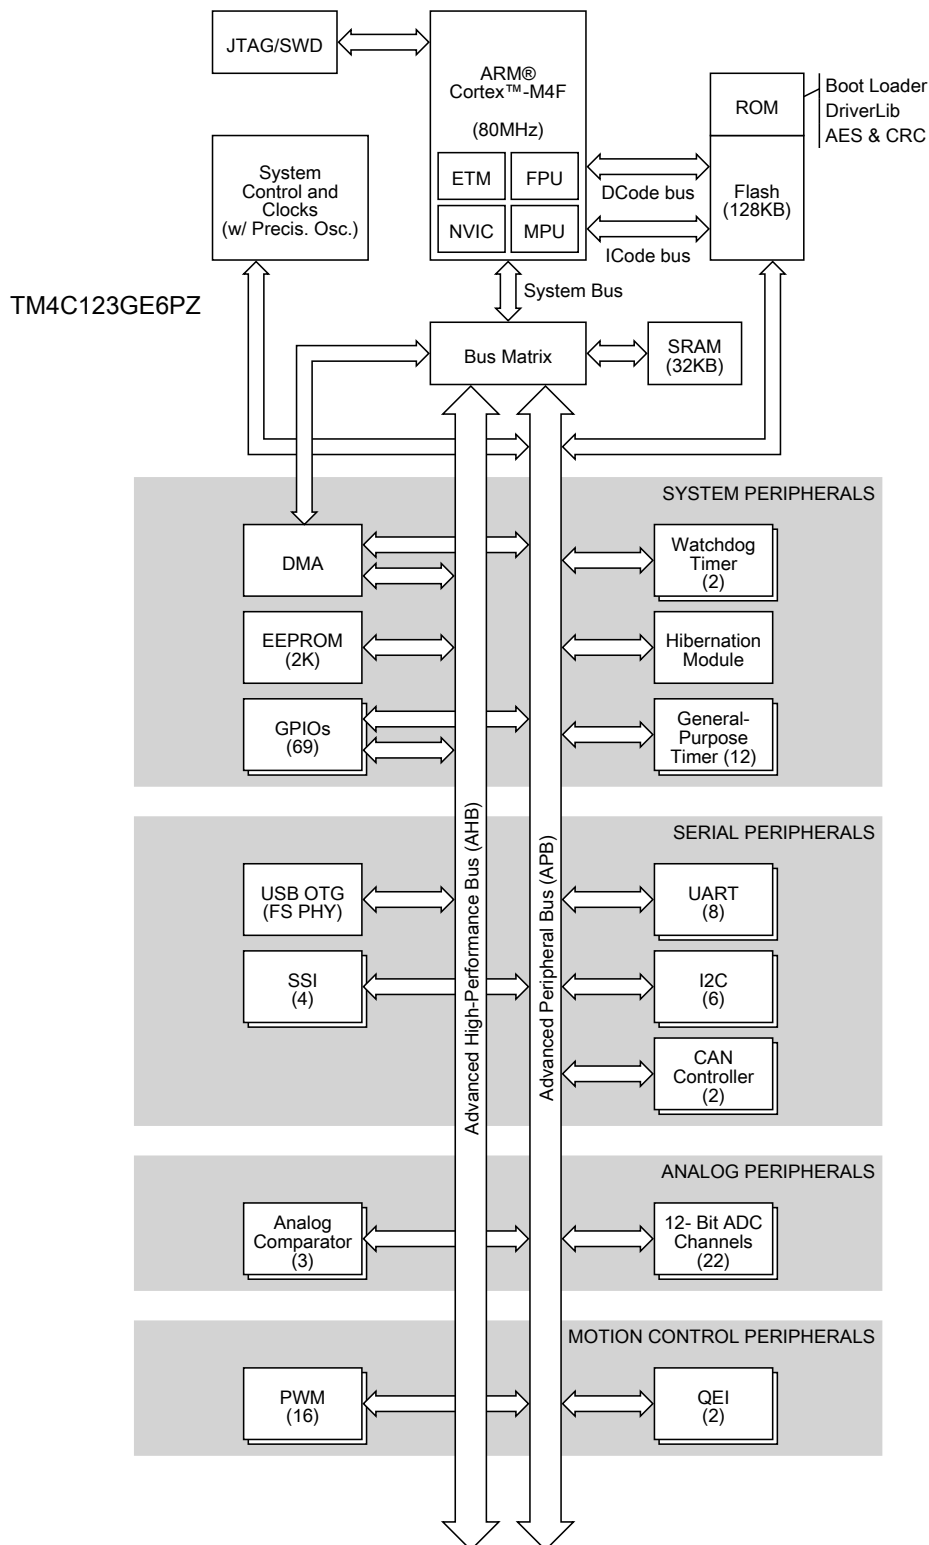 JTAG/SWD
ARM®
Cortex™-M4F
(80MHz)
ETM
FPU
NVIC
MPU
ROM
Boot Loader
DriverLib
AES & CRC
System
Control and
Clocks
(w/ Precis. Osc.)
DCode bus
Flash
(128KB)
ICode bus
System Bus
TM4C123GE6PZ
Bus Matrix
SRAM
(32KB)
SYSTEM PERIPHERALS
DMA
Watchdog
Timer
(2)
EEPROM
(2K)
Hibernation
Module
GPIOs
(69)
General-
Purpose
Timer (12)
Advanced High-Performance Bus (AHB)
Advanced Peripheral Bus (APB)
SERIAL PERIPHERALS
USB OTG
(FS PHY)
UART
(8)
SSI
(4)
I2C
(6)
CAN
Controller
(2)
ANALOG PERIPHERALS
Analog
Comparator
(3)
12- Bit ADC
Channels
(22)
MOTION CONTROL PERIPHERALS
PWM
(16)
QEI
(2)